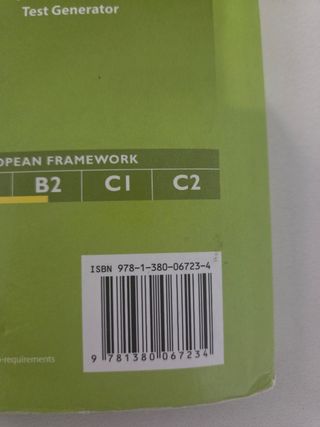 Test Generator
OPEAN FRAMEWORK
B2 C1 C2
ISBN 978-1-380-06723-4
9 781380 067234
-requirements